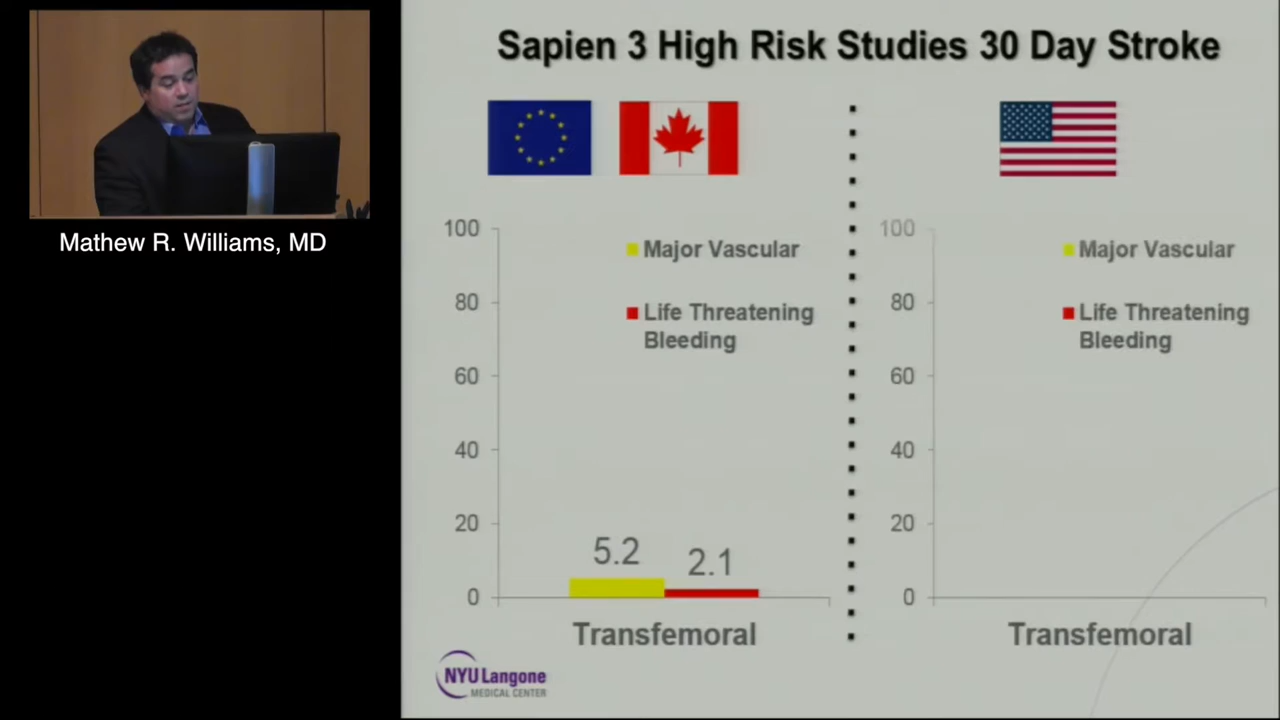 Sapien 3 High Risk Studies 30 Day Stroke
Mathew R. Williams, MD
100
80
60
40
20
0
Major Vascular
Life Threatening
Bleeding
5.2
2.1
Transfemoral
100
80
60
40
20
0
Major Vascular
Life Threatening
Bleeding
Transfemoral
NYU Langone
MEDICAL CENTER